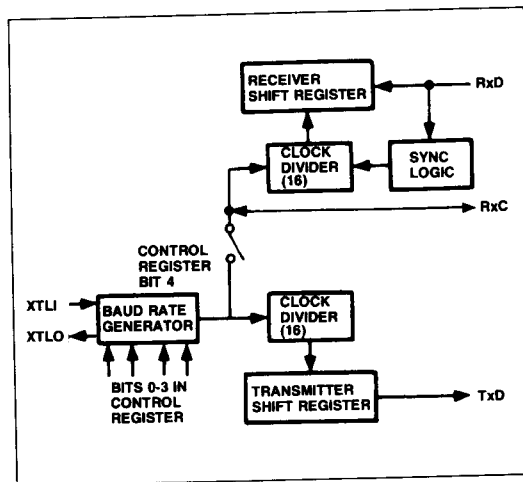 RECEIVER
SHIFT REGISTER
RxD
CLOCK
DIVIDER
(16)
SYNC
LOGIC
RxC
CONTROL
REGISTER
BIT 4
XTLI
XTLO
BAUD RATE
GENERATOR
CLOCK
DIVIDER
(16)
BITS 0-3 IN
CONTROL
REGISTER
TRANSMITTER
SHIFT REGISTER
TxD